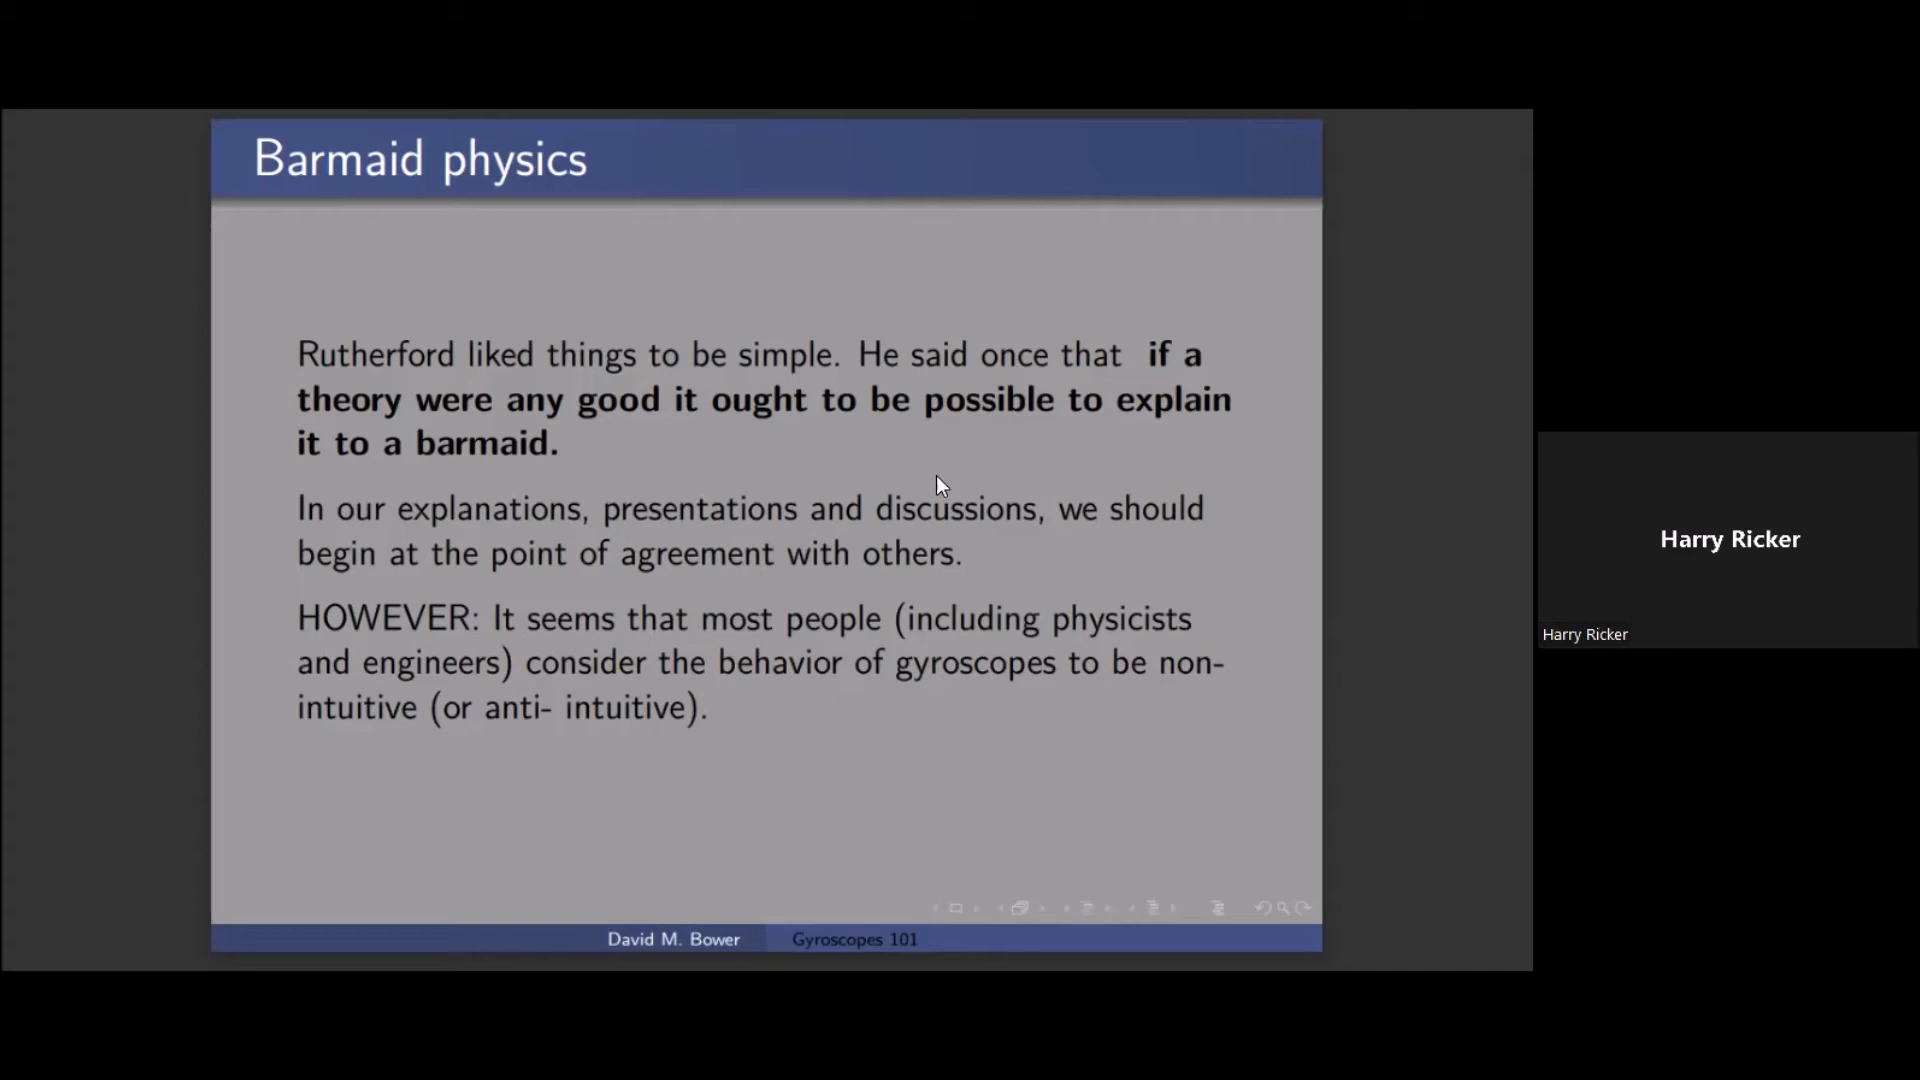 Barmaid physics
Rutherford liked things to be simple. He said once that if a
theory were any good it ought to be possible to explain
it to a barmaid.
In our explanations, presentations and discussions, we should
begin at the point of agreement with others.
HOWEVER: It seems that most people (including physicists
and engineers) consider the behavior of gyroscopes to be non-
intuitive (or anti- intuitive).
David M. Bower Gyroscopes 101
Harry Ricker
Harry Ricker